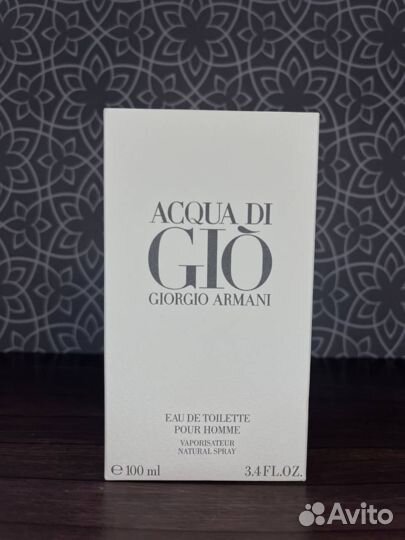 ACQUA DI
GIÒ
GIORGIO ARMANI
EAU DE TOILETTE
POUR HOMME
VAPORISATEUR
NATURAL SPRAY
℮ 100 ml 3.4 FL.OZ.
Avito